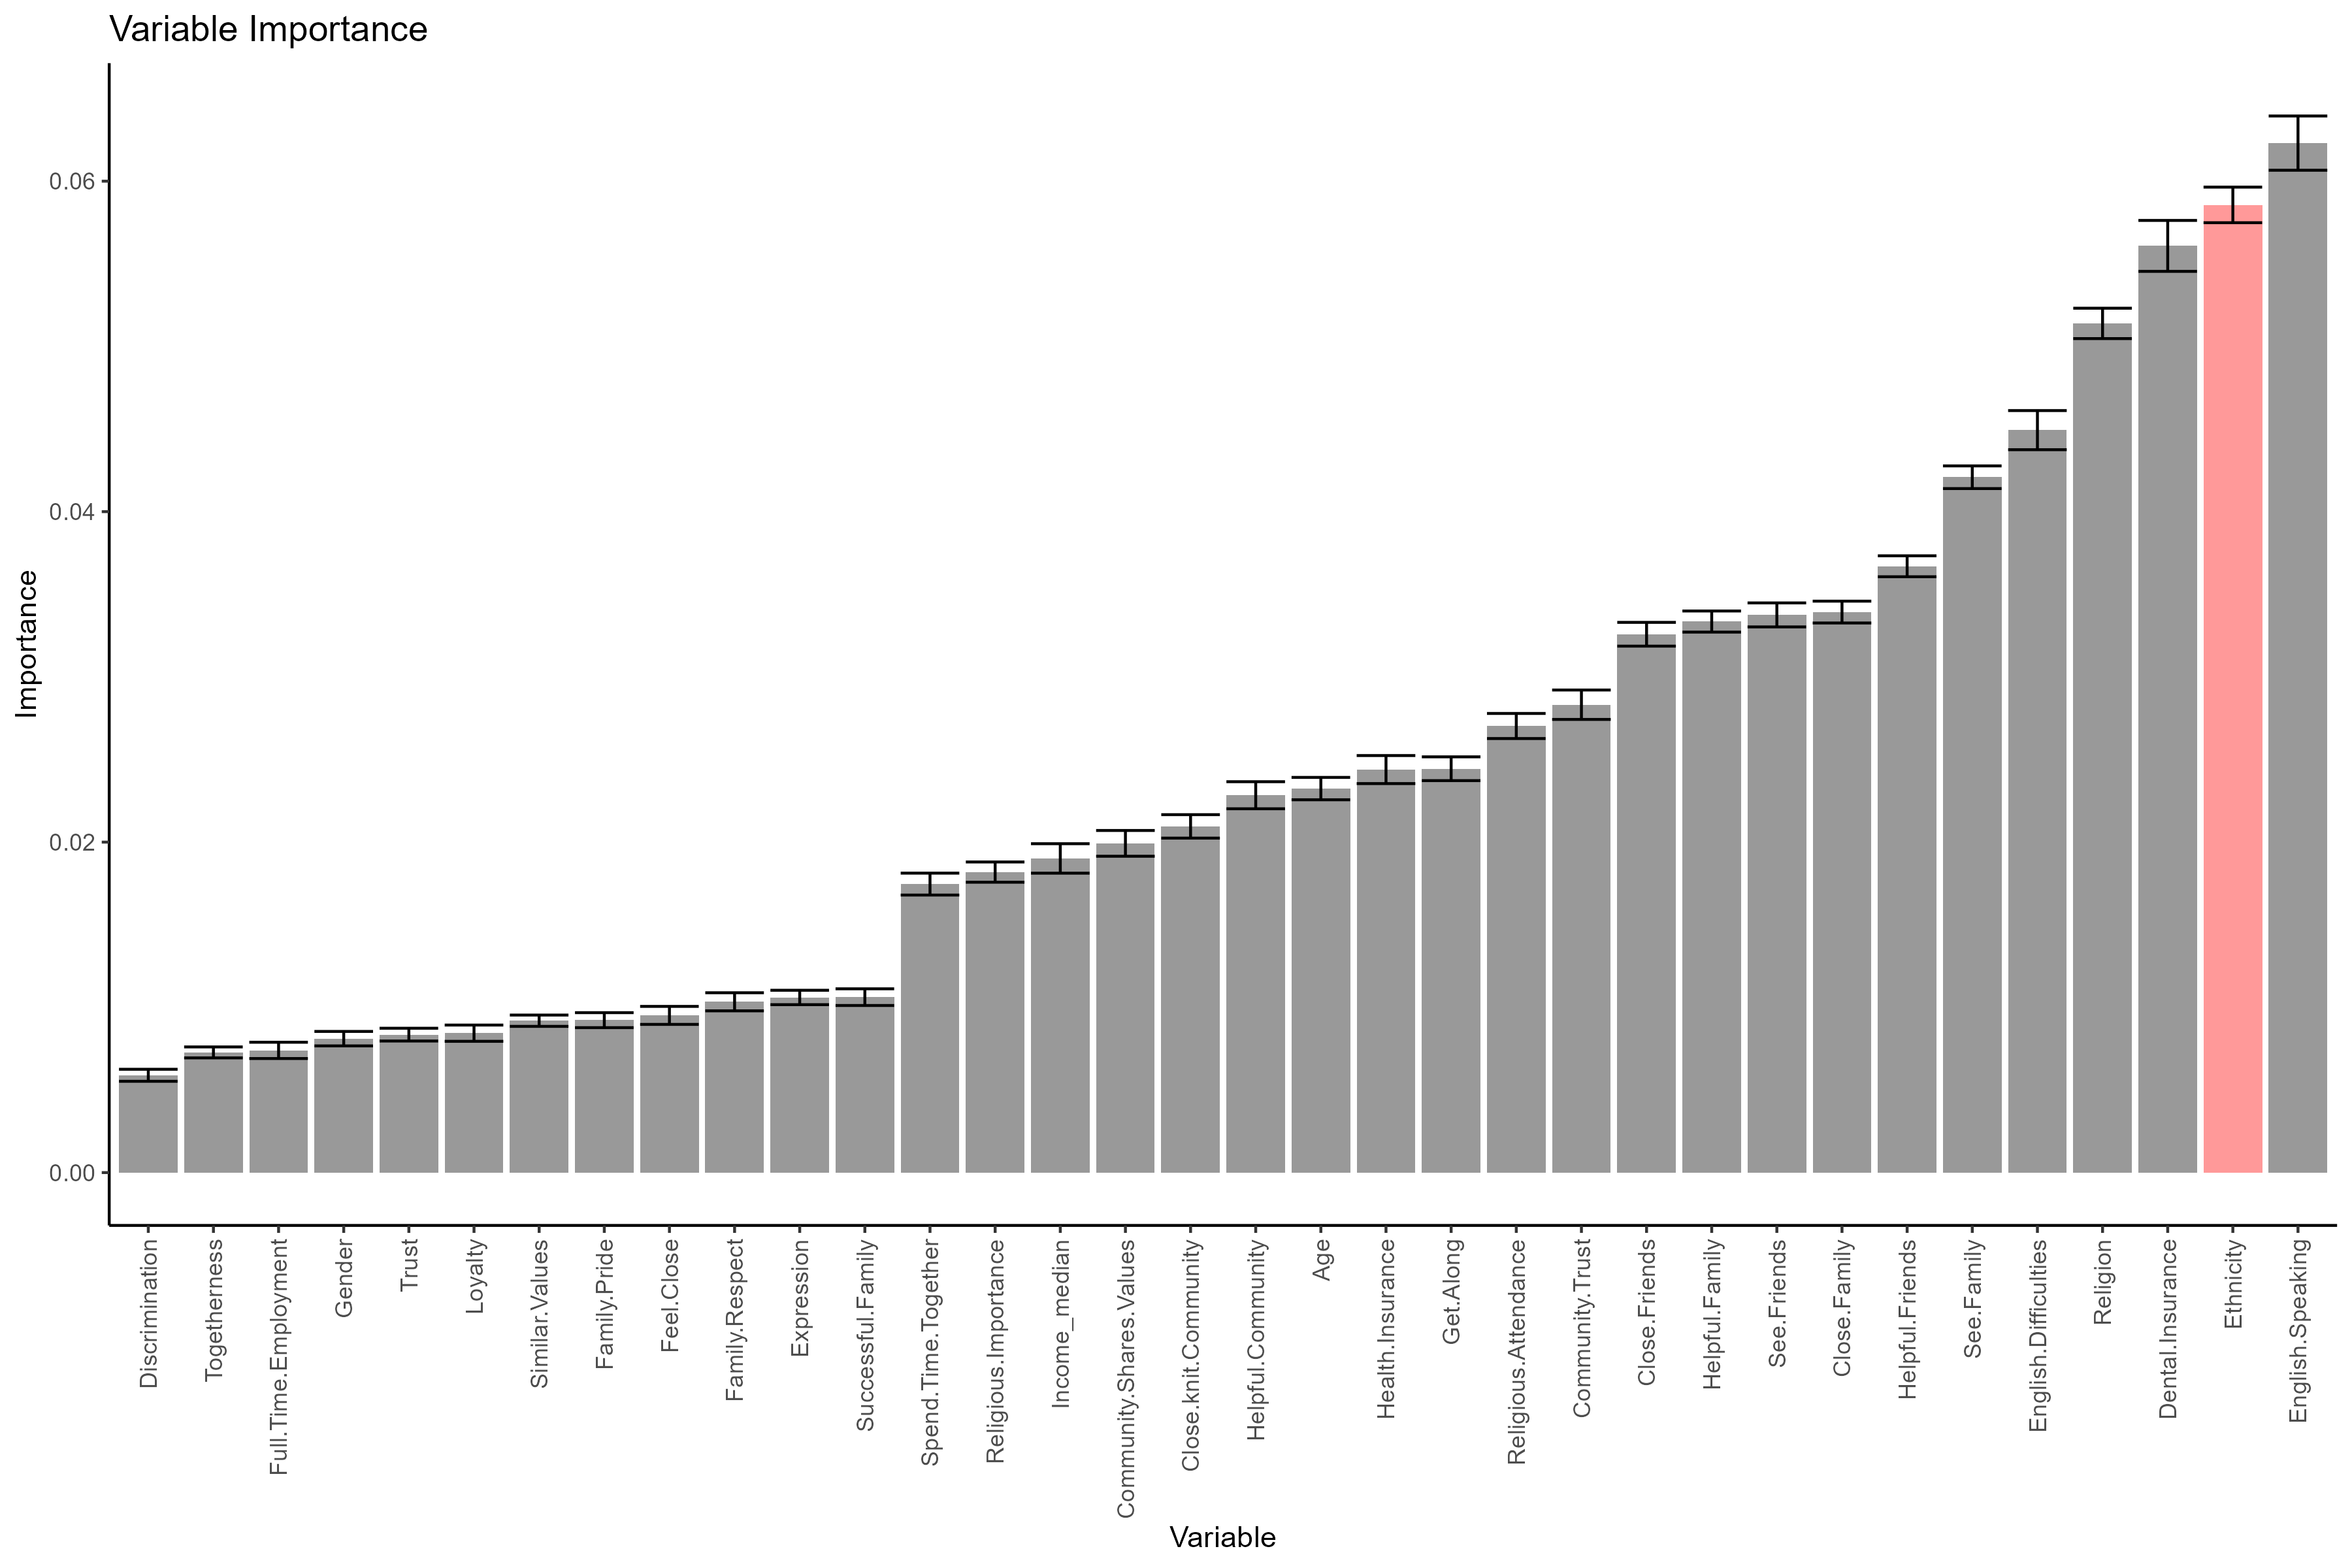 Variable Importance
Importance
0.06
0.04
0.02
0.00
Discrimination
Togetherness
Full.Time.Employment
Gender
Trust
Loyalty
Similar.Values
Family.Pride
Feel.Close
Family.Respect
Expression
Successful.Family
Spend.Time.Together
Religious.Importance
Income_median
Community.Shares.Values
Close.knit.Community
Helpful.Community
Age
Health.Insurance
Get.Along
Religious.Attendance
Community.Trust
Close.Friends
Helpful.Family
See.Friends
Close.Family
Helpful.Friends
See.Family
English.Difficulties
Religion
Dental.Insurance
Ethnicity
English.Speaking
Variable